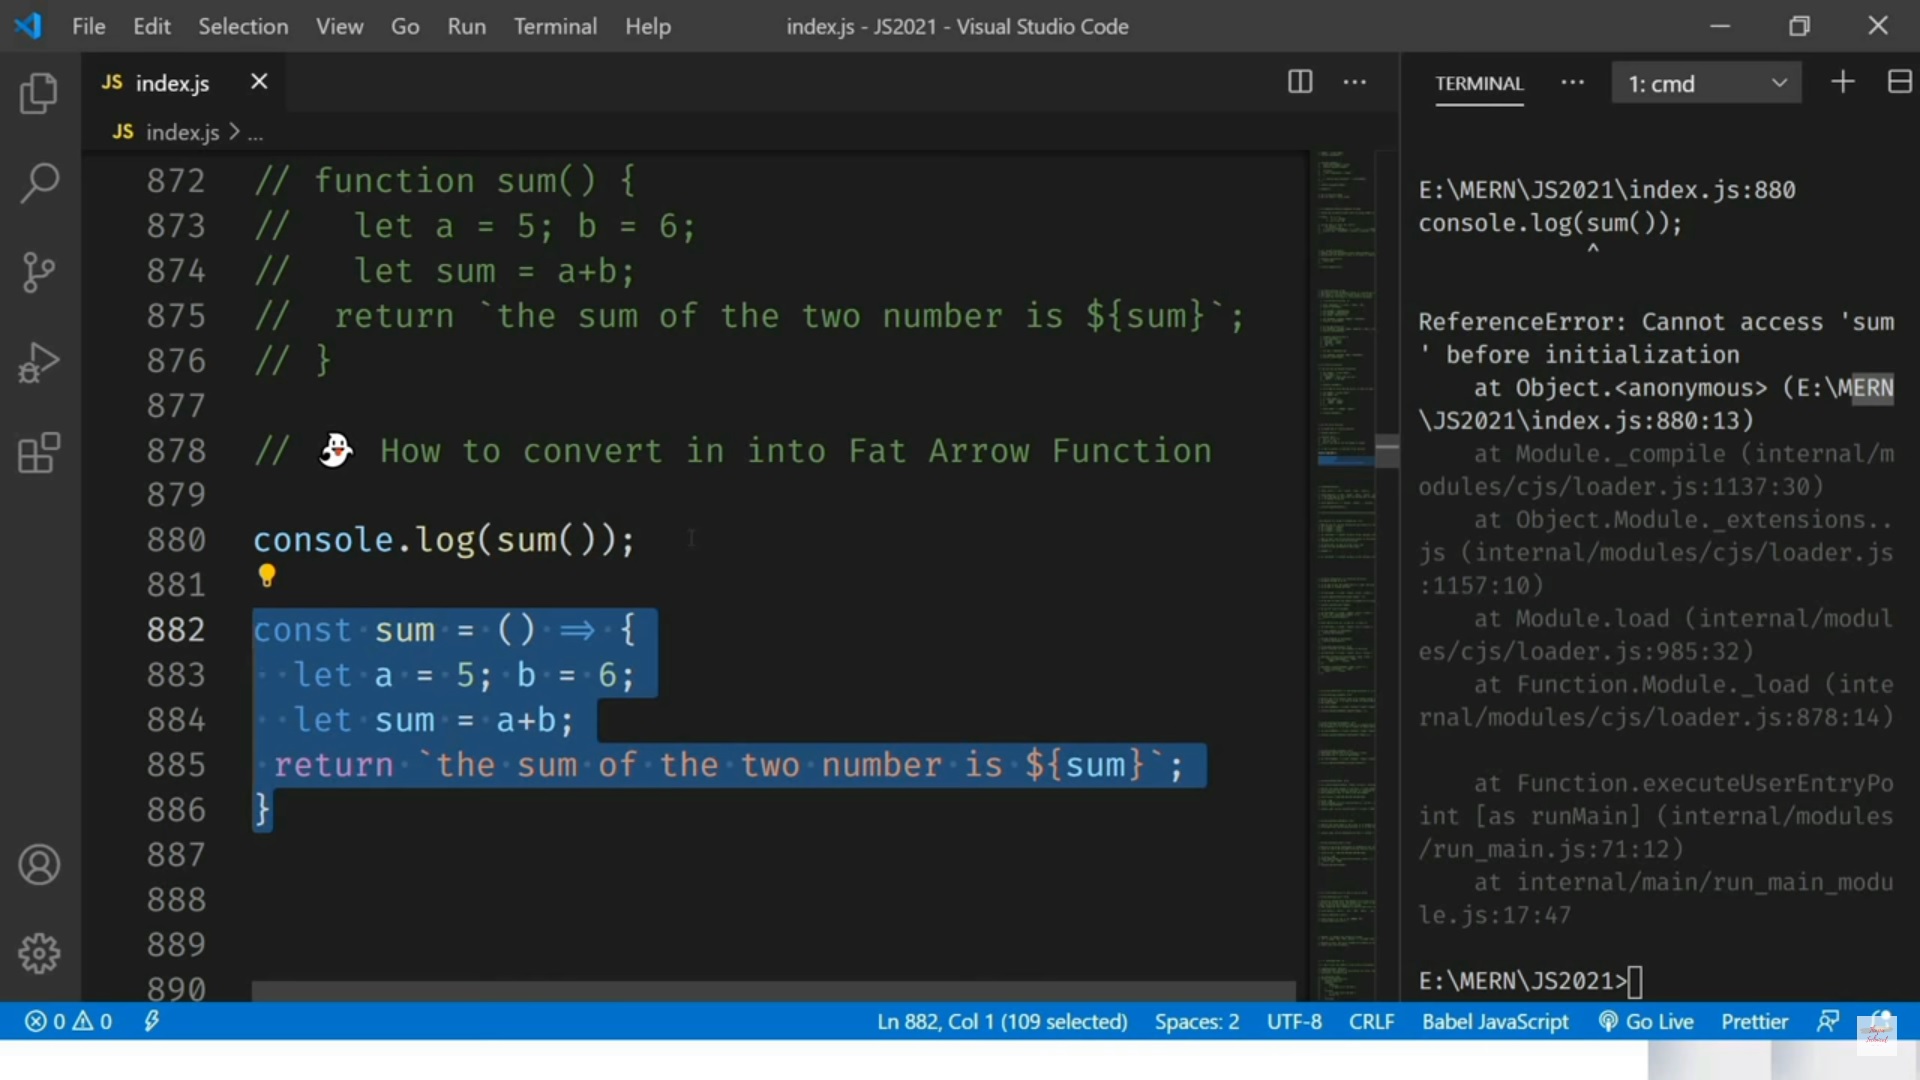 File Edit Selection View Go Run Terminal Help index.js - JS2021 - Visual Studio Code
JS index.js
TERMINAL ... 1: cmd
JS index.js > ...
872 // function sum() {
873 //   let a = 5; b = 6;
874 //   let sum = a+b;
875 //  return `the sum of the two number is ${sum}`;
876 // }
877
878 // 👻 How to convert in into Fat Arrow Function
879
880 console.log(sum());
881
882 const sum = () => {
883   let a = 5; b = 6;
884   let sum = a+b;
885  return `the sum of the two number is ${sum}`;
886 }
887
888
889
890
E:\MERN\JS2021\index.js:880
console.log(sum());
^
ReferenceError: Cannot access 'sum
' before initialization
at Object.<anonymous> (E:\MERN
\JS2021\index.js:880:13)
at Module._compile (internal/m
odules/cjs/loader.js:1137:30)
at Object.Module._extensions..
js (internal/modules/cjs/loader.js
:1157:10)
at Module.load (internal/modul
es/cjs/loader.js:985:32)
at Function.Module._load (inte
rnal/modules/cjs/loader.js:878:14)
at Function.executeUserEntryPo
int [as runMain] (internal/modules
/run_main.js:71:12)
at internal/main/run_main_modu
le.js:17:47
E:\MERN\JS2021>
0 0 Ln 882, Col 1 (109 selected) Spaces: 2 UTF-8 CRLF Babel JavaScript Go Live Prettier